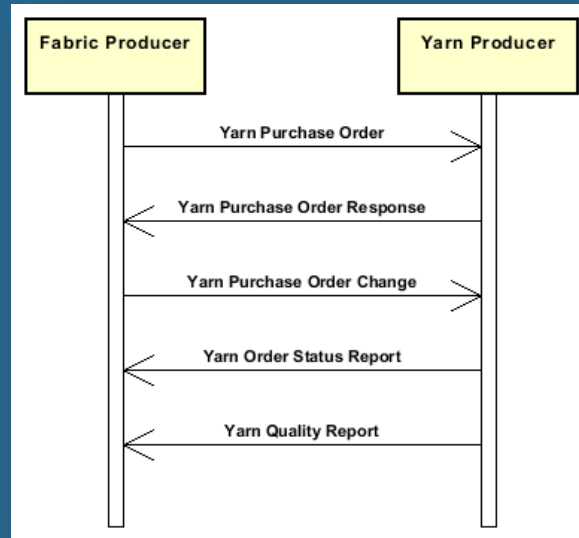 Fabric Producer
Yarn Producer
Yarn Purchase Order
Yarn Purchase Order Response
Yarn Purchase Order Change
Yarn Order Status Report
Yarn Quality Report